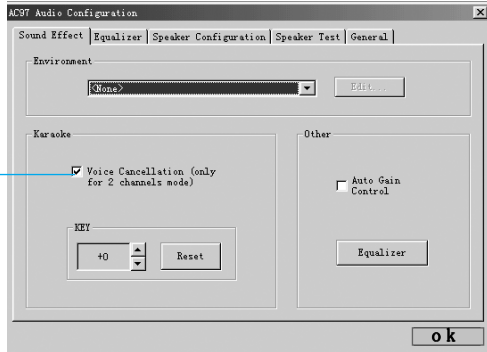 AC97 Audio Configuration
Sound Effect Equalizer Speaker Configuration Speaker Test General
Environment
<None> Edit...
Karaoke
Voice Cancellation (only
for 2 channels mode)
KEY
+0 Reset
Other
Auto Gain
Control
Equalizer
ok